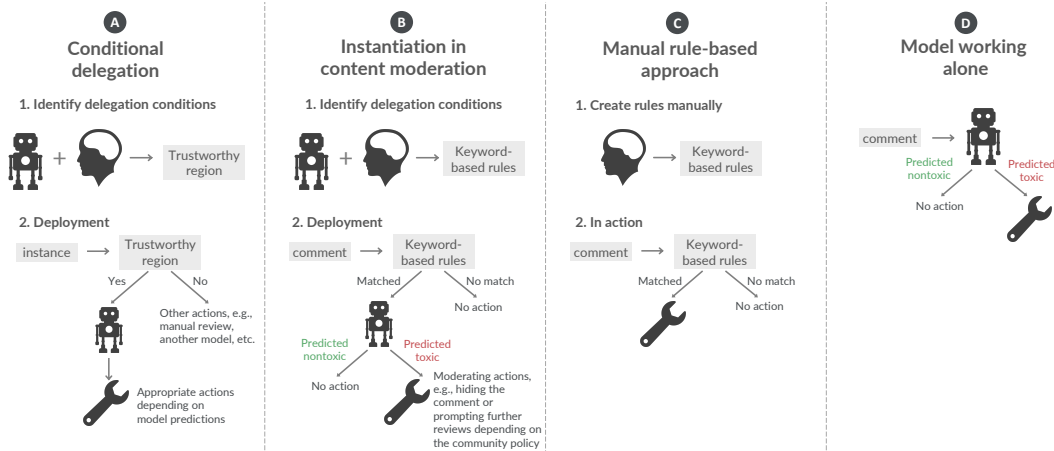 A
Conditional
delegation
1. Identify delegation conditions
+
Trustworthy
region
2. Deployment
instance
Trustworthy
region
Yes
No
Other actions, e.g.,
manual review,
another model, etc.
Appropriate actions
depending on
model predictions
B
Instantiation in
content moderation
1. Identify delegation conditions
+
Keyword-
based rules
2. Deployment
comment
Keyword-
based rules
Matched
No match
No action
Predicted
nontoxic
Predicted
toxic
No action
Moderating actions,
e.g., hiding the
comment or
prompting further
reviews depending on
the community policy
C
Manual rule-based
approach
1. Create rules manually
Keyword-
based rules
2. In action
comment
Keyword-
based rules
Matched
No match
No action
D
Model working
alone
comment
Predicted
nontoxic
Predicted
toxic
No action